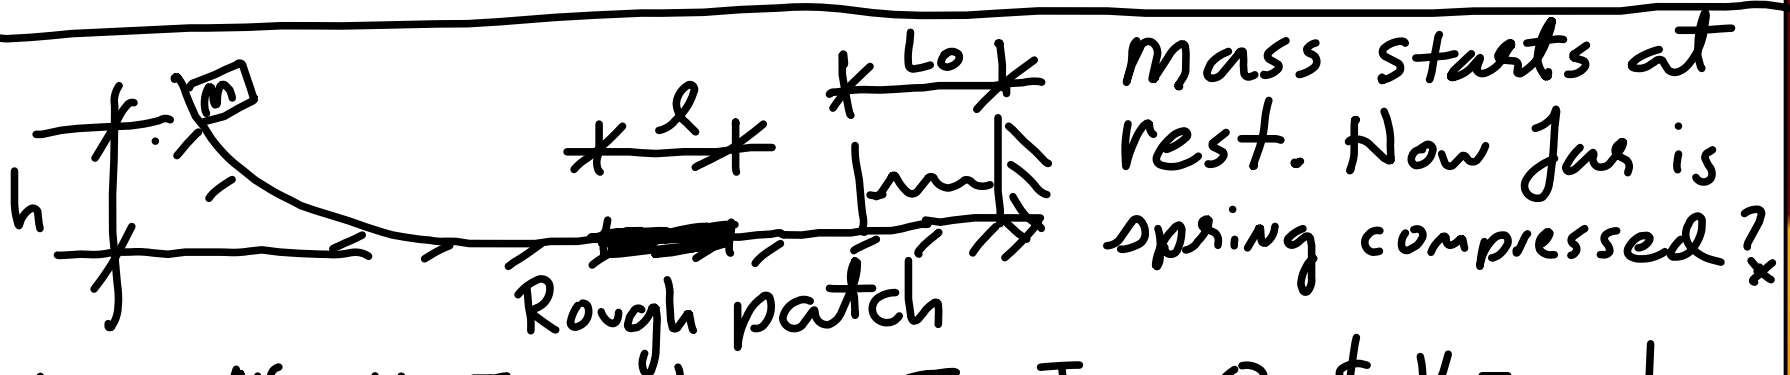 Lo
m
l
h
mass starts at
rest. How far is
spring compressed?
x
Rough patch